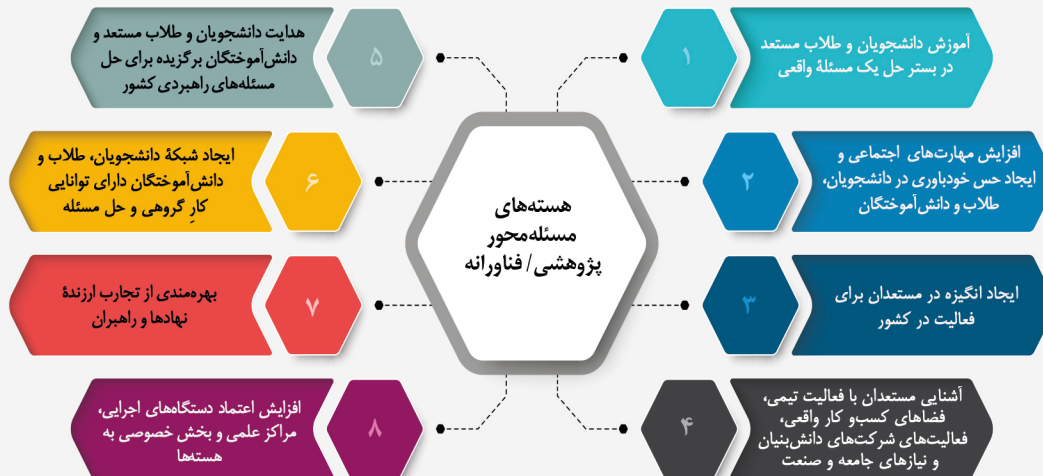 هسته‌های
مسئله‌محور
پژوهشی/ فناورانه
۱
آموزش دانشجویان و طلاب مستعد
در بستر حل یک مسئلهٔ واقعی
۲
افزایش مهارت‌های اجتماعی و
ایجاد حس خودباوری در دانشجویان،
طلاب و دانش‌آموختگان
۳
ایجاد انگیزه در مستعدان برای
فعالیت در کشور
۴
آشنایی مستعدان با فعالیت تیمی،
فضاهای کسب‌و کار واقعی،
فعالیت‌های شرکت‌های دانش‌بنیان
و نیازهای جامعه و صنعت
۵
هدایت دانشجویان و طلاب مستعد و
دانش‌آموختگان برگزیده برای حل
مسئله‌های راهبردی کشور
۶
ایجاد شبکهٔ دانشجویان، طلاب و
دانش‌آموختگان دارای توانایی
کارِ گروهی و حل مسئله
۷
بهره‌مندی از تجارب ارزندهٔ
نهادها و راهبران
۸
افزایش اعتماد دستگاه‌های اجرایی،
مراکز علمی و بخش خصوصی به
هسته‌ها